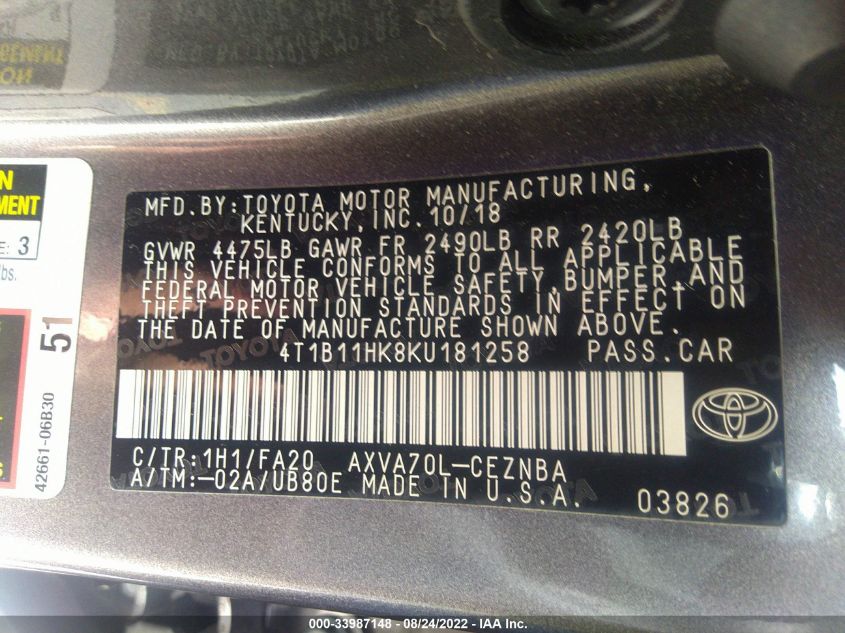 MFD.BY:TOYOTA MOTOR MANUFACTURING,
KENTUCKY,INC.10/18
GVWR 4475LB GAWR FR 2490LB RR 2420LB
THIS VEHICLE CONFORMS TO ALL APPLICABLE
FEDERAL MOTOR VEHICLE SAFETY,BUMPER,AND
THEFT PREVENTION STANDARDS IN EFFECT ON
THE DATE OF MANUFACTURE SHOWN ABOVE.
4T1B11HK8KU181258 PASS.CAR
C/TR:1H1/FA20 AXVA70L-CEZNBA
A/TM:-02A/UB80E MADE IN U.S.A.
03826
N
MENT
E: 3
lbs.
51
42661-06B30
000-33987148 - 08/24/2022 - IAA Inc.